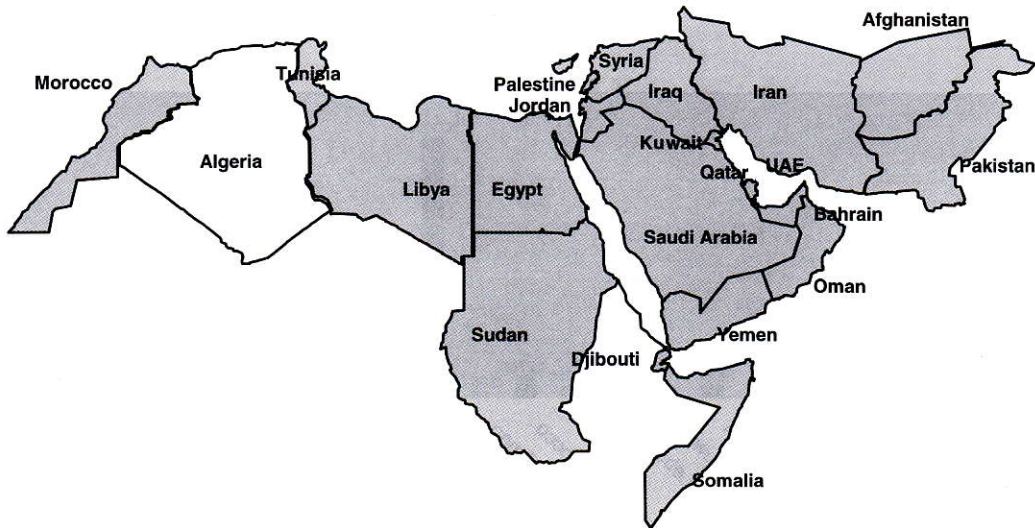 Afghanistan
Syria
Morocco
Tunisia
Palestine
Jordan
Iraq
Iran
Kuwait
Algeria
Libya
Egypt
Qatar
UAE
Pakistan
Bahrain
Saudi Arabia
Oman
Sudan
Djibouti
Yemen
Somalia